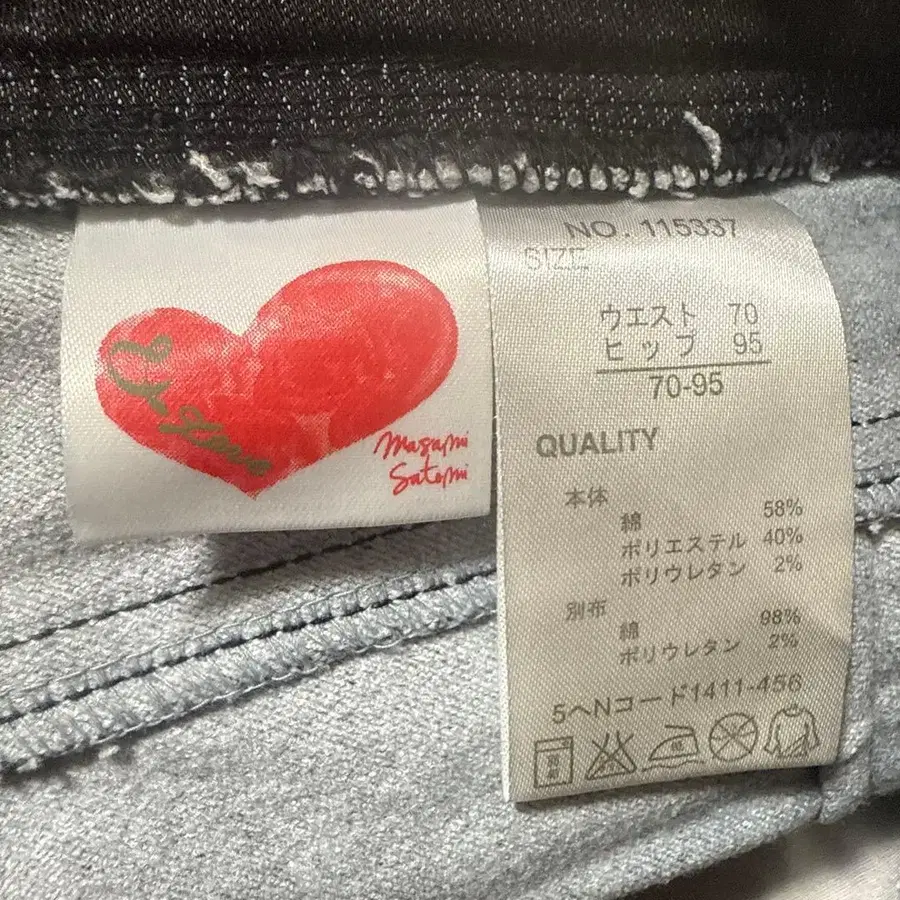 Love
Masami
Satomi
NO. 115337
SIZE
ウエスト 70
ヒップ 95
70-95
QUALITY
本体
綿 58%
ポリエステル 40%
ポリウレタン 2%
別布
綿 98%
ポリウレタン 2%
5ヘNコード1411-456